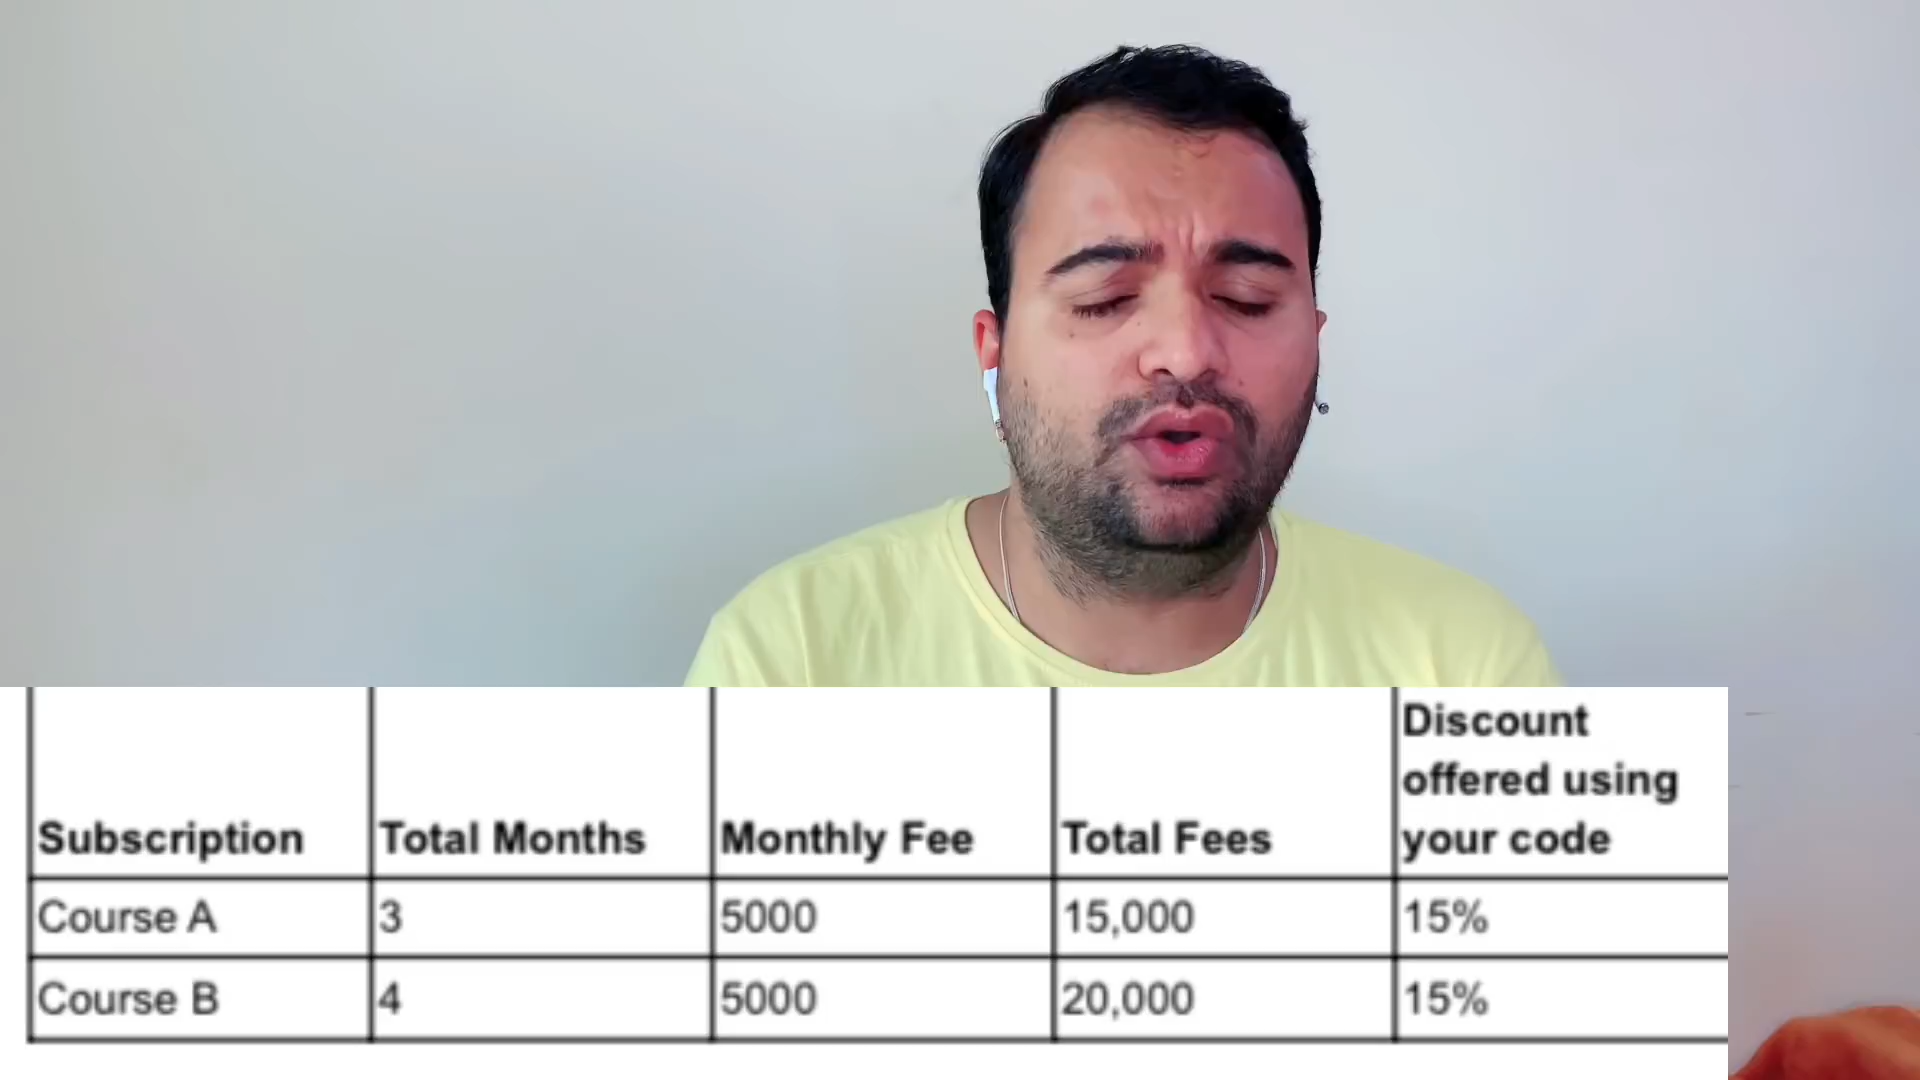 Subscription Total Months Monthly Fee Total Fees Discount offered using your code
Course A 3 5000 15,000 15%
Course B 4 5000 20,000 15%